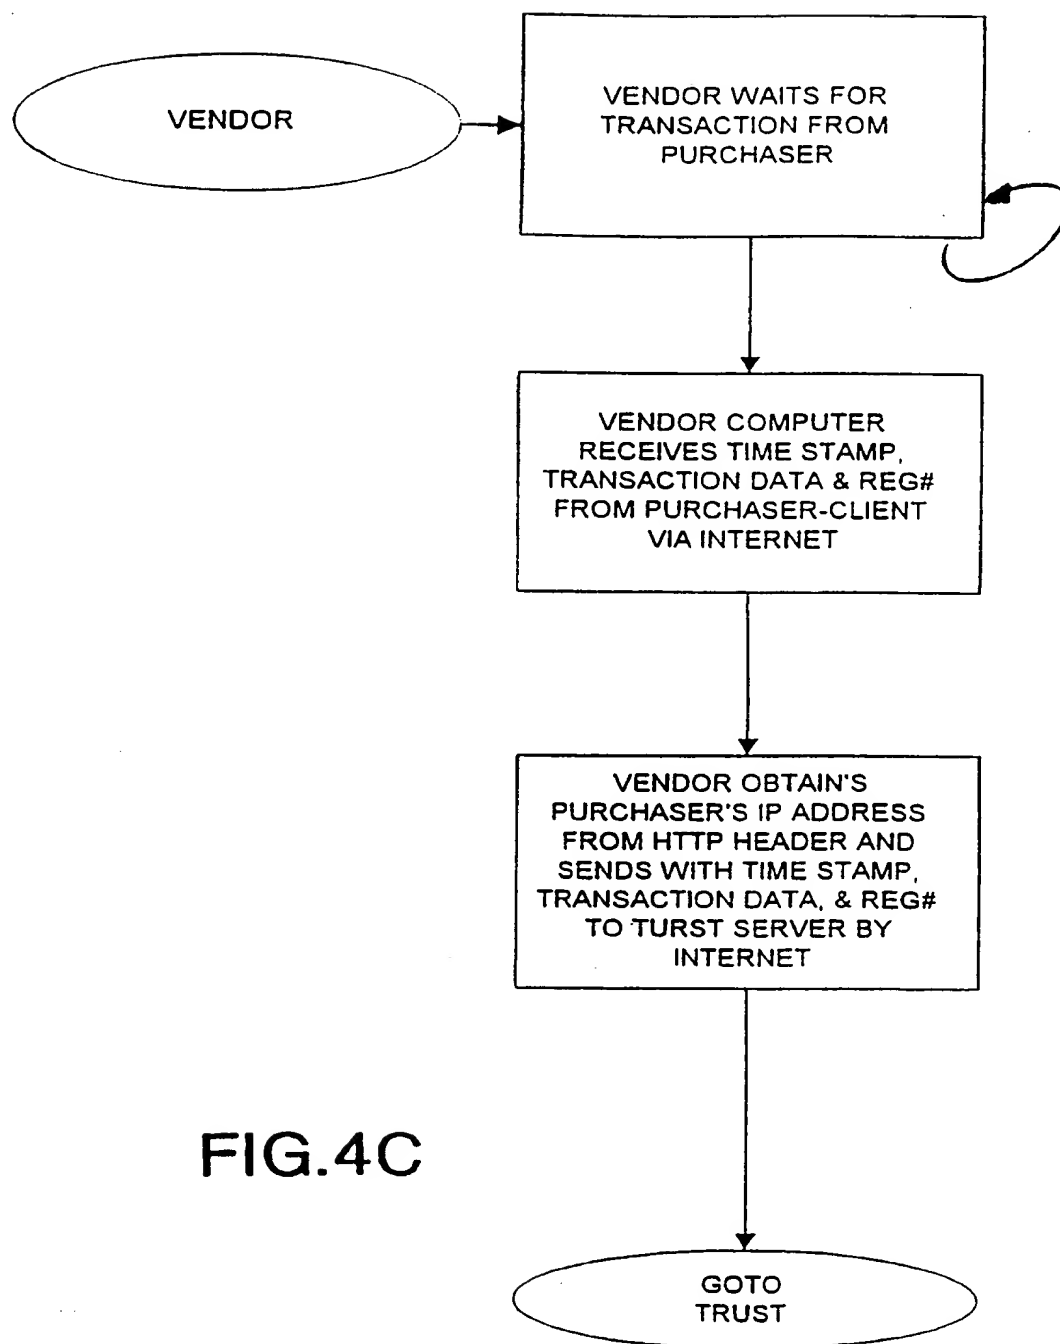 VENDOR
VENDOR WAITS FOR
TRANSACTION FROM
PURCHASER
VENDOR COMPUTER
RECEIVES TIME STAMP,
TRANSACTION DATA & REG#
FROM PURCHASER-CLIENT
VIA INTERNET
VENDOR OBTAIN'S
PURCHASER'S IP ADDRESS
FROM HTTP HEADER AND
SENDS WITH TIME STAMP,
TRANSACTION DATA, & REG#
TO TURST SERVER BY
INTERNET
FIG.4C
GOTO
TRUST